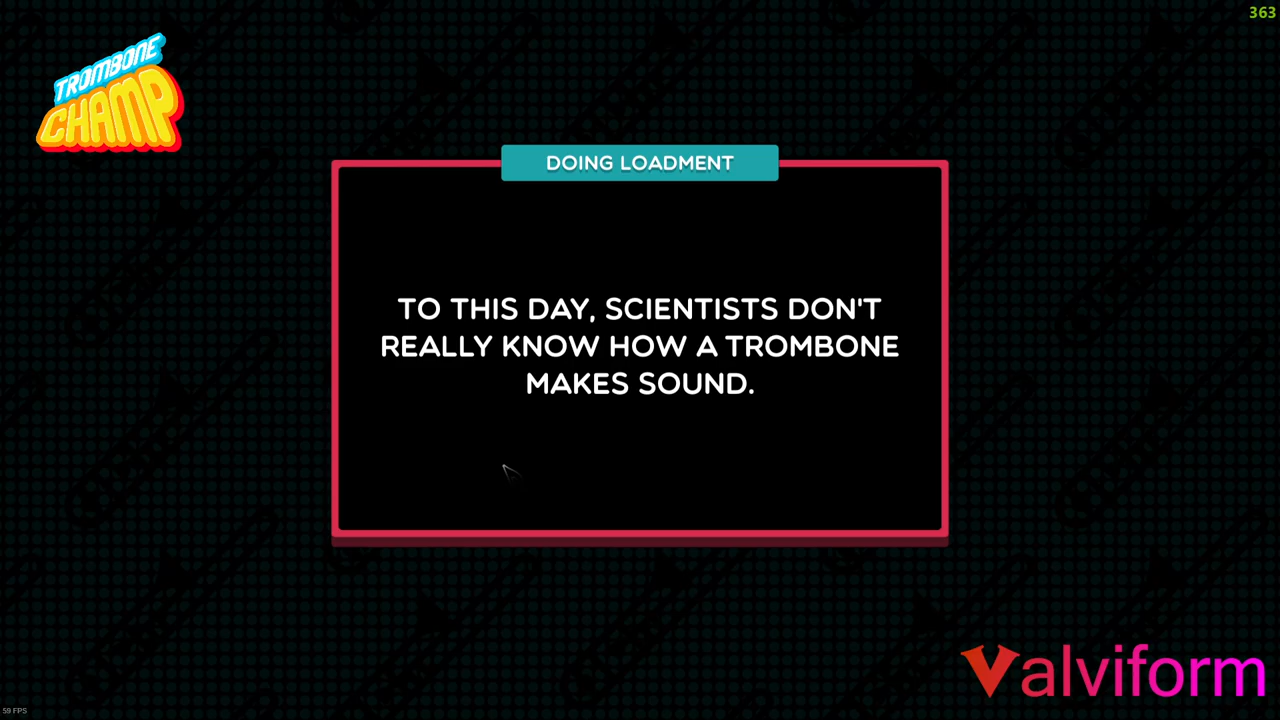 363
TROMBONE
CHAMP
DOING LOADMENT
TO THIS DAY, SCIENTISTS DON'T
REALLY KNOW HOW A TROMBONE
MAKES SOUND.
Valviform
59 FPS